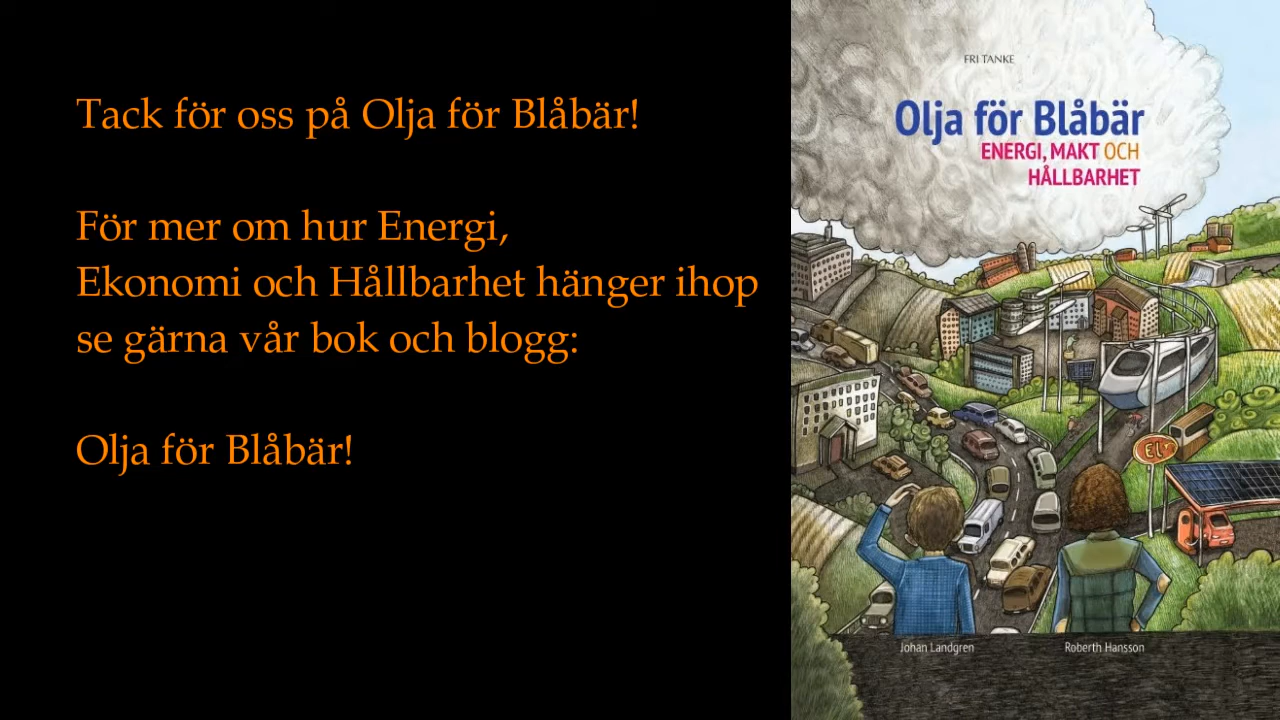 Tack för oss på Olja för Blåbär!
För mer om hur Energi,
Ekonomi och Hållbarhet hänger ihop
se gärna vår bok och blogg:
Olja för Blåbär!
FRI TANKE
Olja för Blåbär
ENERGI, MAKT OCH
HÅLLBARHET
EL
Johan Landgren
Roberth Hansson